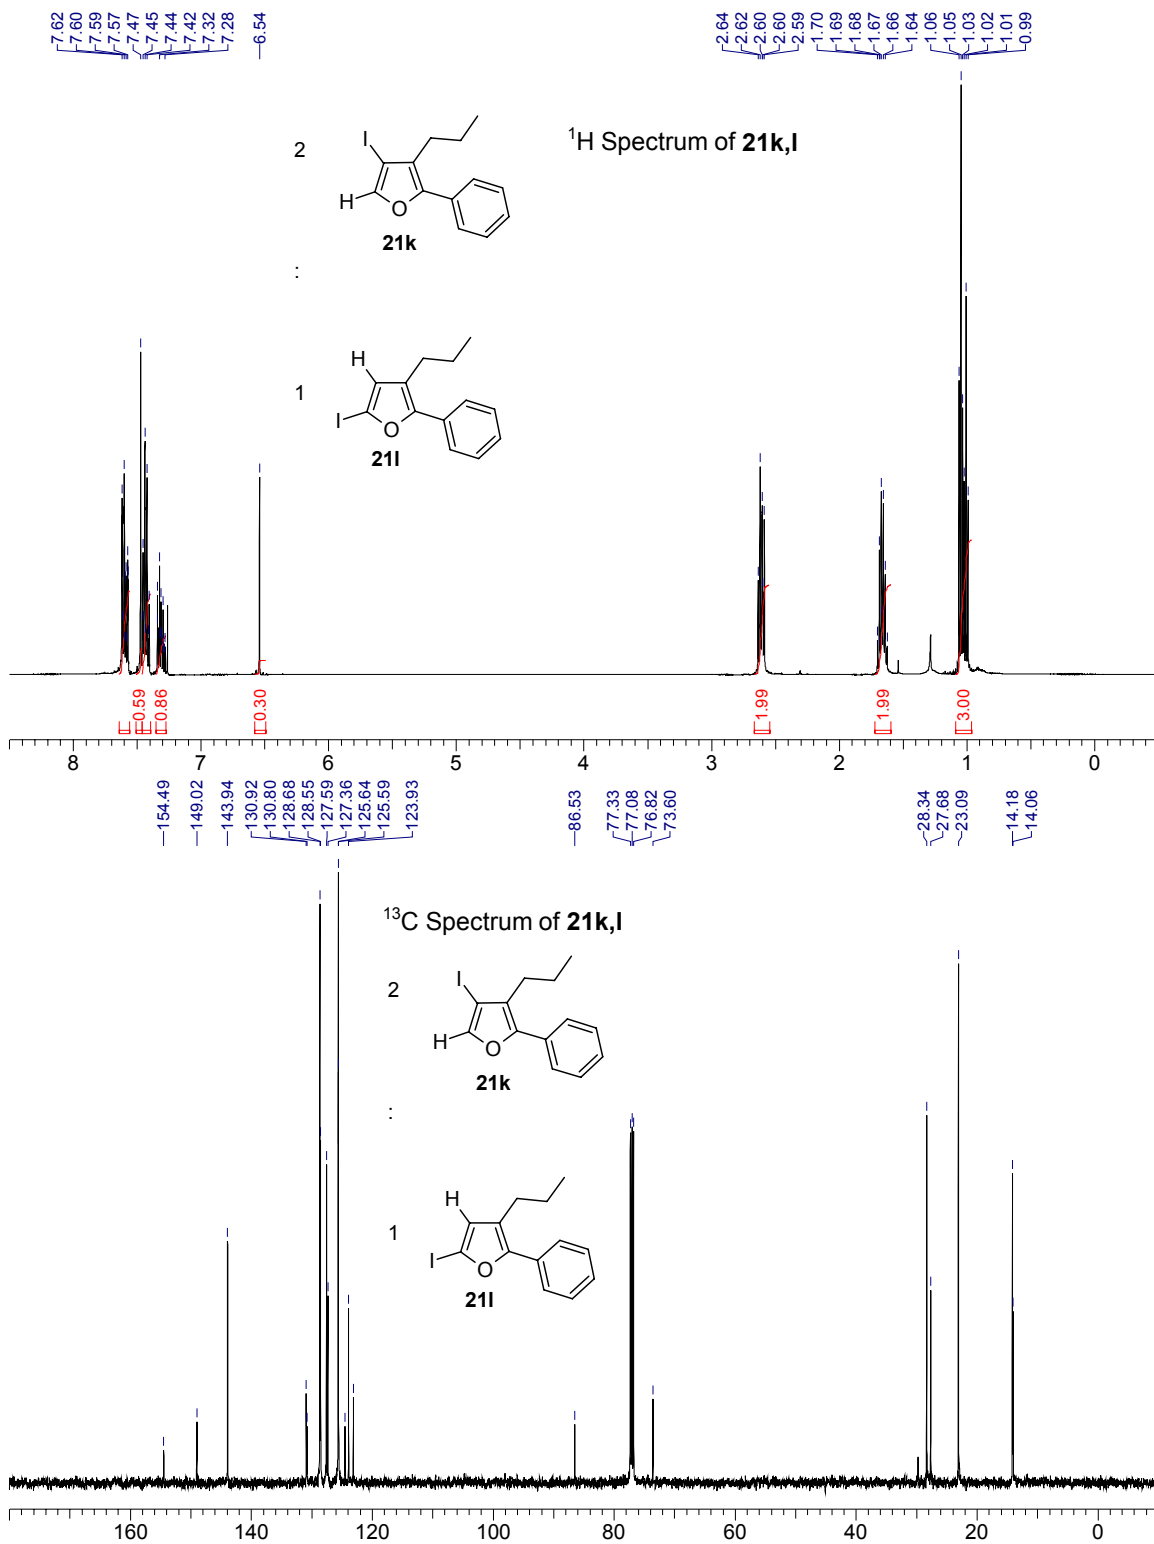 7.62 7.60 7.59 7.57 7.47 7.45 7.44 7.42 7.32 7.28 6.54 2.64 2.62 2.60 2.60 2.59 1.70 1.69 1.68 1.67 1.66 1.64 1.06 1.05 1.03 1.02 1.01 0.99
¹H Spectrum of 21k,l
2
I
H
O
21k
:
1
H
I
O
21l
0.59 0.86 0.30 1.99 1.99 3.00
8 7 6 5 4 3 2 1 0
154.49 149.02 143.94 130.92 130.80 128.68 128.55 127.59 127.36 125.64 125.59 123.93 86.53 77.33 77.08 76.82 73.60 28.34 27.68 23.09 14.18 14.06
¹³C Spectrum of 21k,l
2
I
H
O
21k
:
1
H
I
O
21l
160 140 120 100 80 60 40 20 0